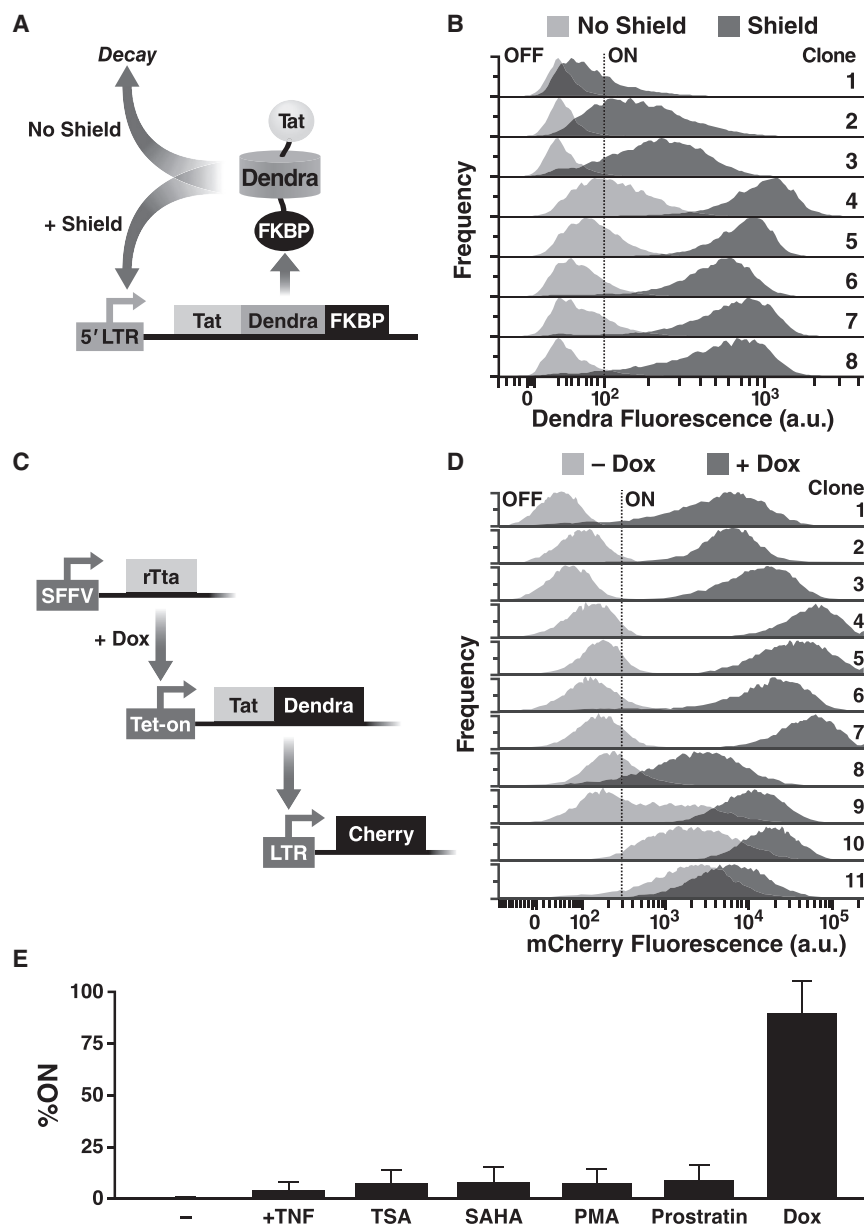 A
Decay
No Shield
+ Shield
Tat
Dendra
FKBP
5′ LTR
Tat Dendra FKBP
B
No Shield Shield
OFF ON Clone
1
2
3
4
5
6
7
8
Frequency
0 10² 10³
Dendra Fluorescence (a.u.)
C
SFFV rTta
+ Dox
Tet-on Tat Dendra
LTR Cherry
D
– Dox + Dox
OFF ON Clone
1
2
3
4
5
6
7
8
9
10
11
Frequency
0 10² 10³ 10⁴ 10⁵
mCherry Fluorescence (a.u.)
E
%ON
100
75
50
25
0
– +TNF TSA SAHA PMA Prostratin Dox